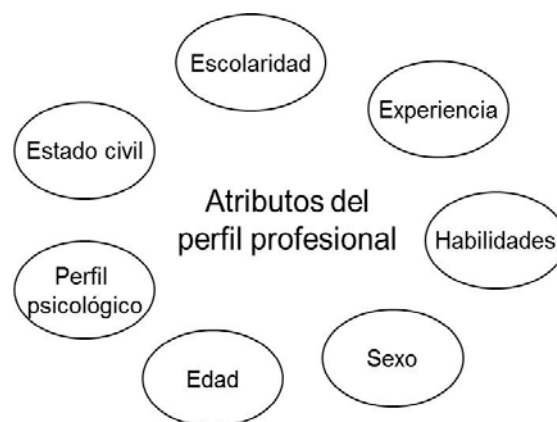 Escolaridad
Experiencia
Estado civil
Atributos del
perfil profesional
Habilidades
Perfil
psicológico
Sexo
Edad